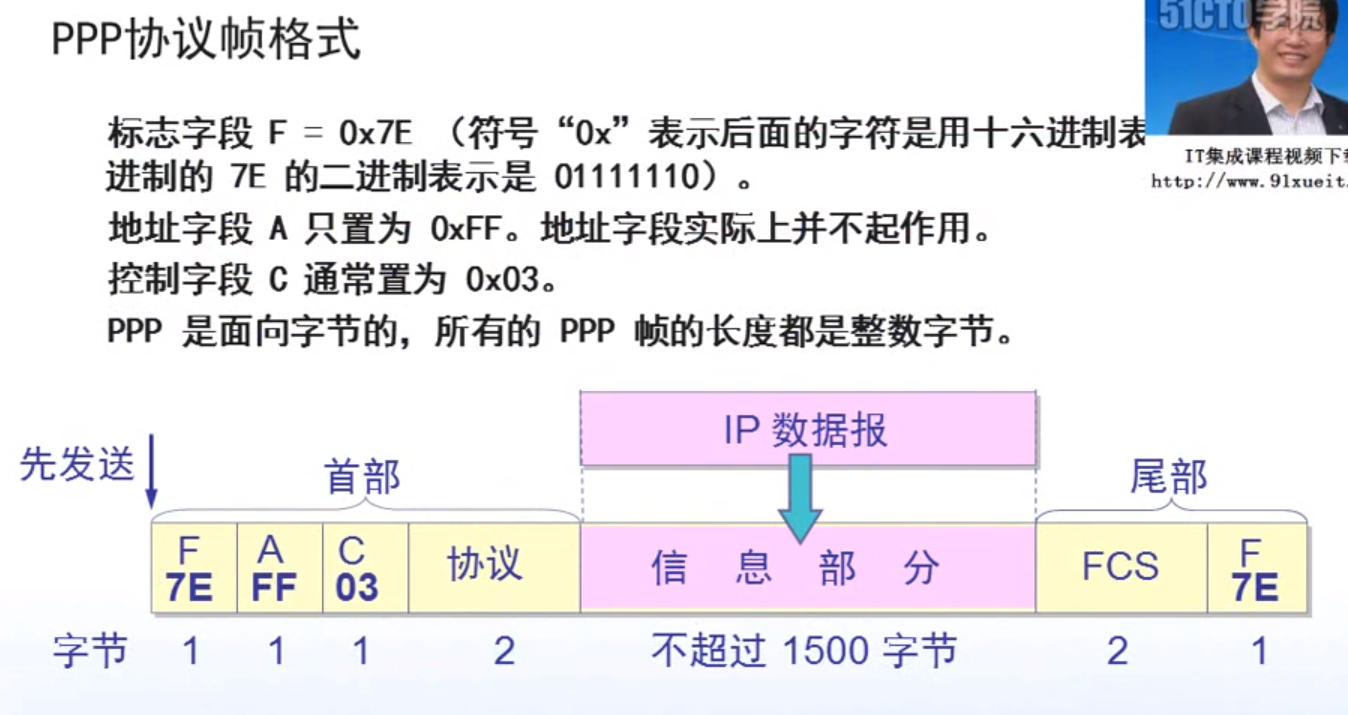 PPP协议帧格式
51CTO学院
标志字段 F = 0x7E （符号“0x”表示后面的字符是用十六进制表
进制的 7E 的二进制表示是 01111110）。
IT集成课程视频下
http://www.91xueit.
地址字段 A 只置为 0xFF。地址字段实际上并不起作用。
控制字段 C 通常置为 0x03。
PPP 是面向字节的，所有的 PPP 帧的长度都是整数字节。
IP 数据报
先发送
首部
尾部
F A C 协议 信 息 部 分 FCS F
7E FF 03 7E
字节 1 1 1 2 不超过 1500 字节 2 1